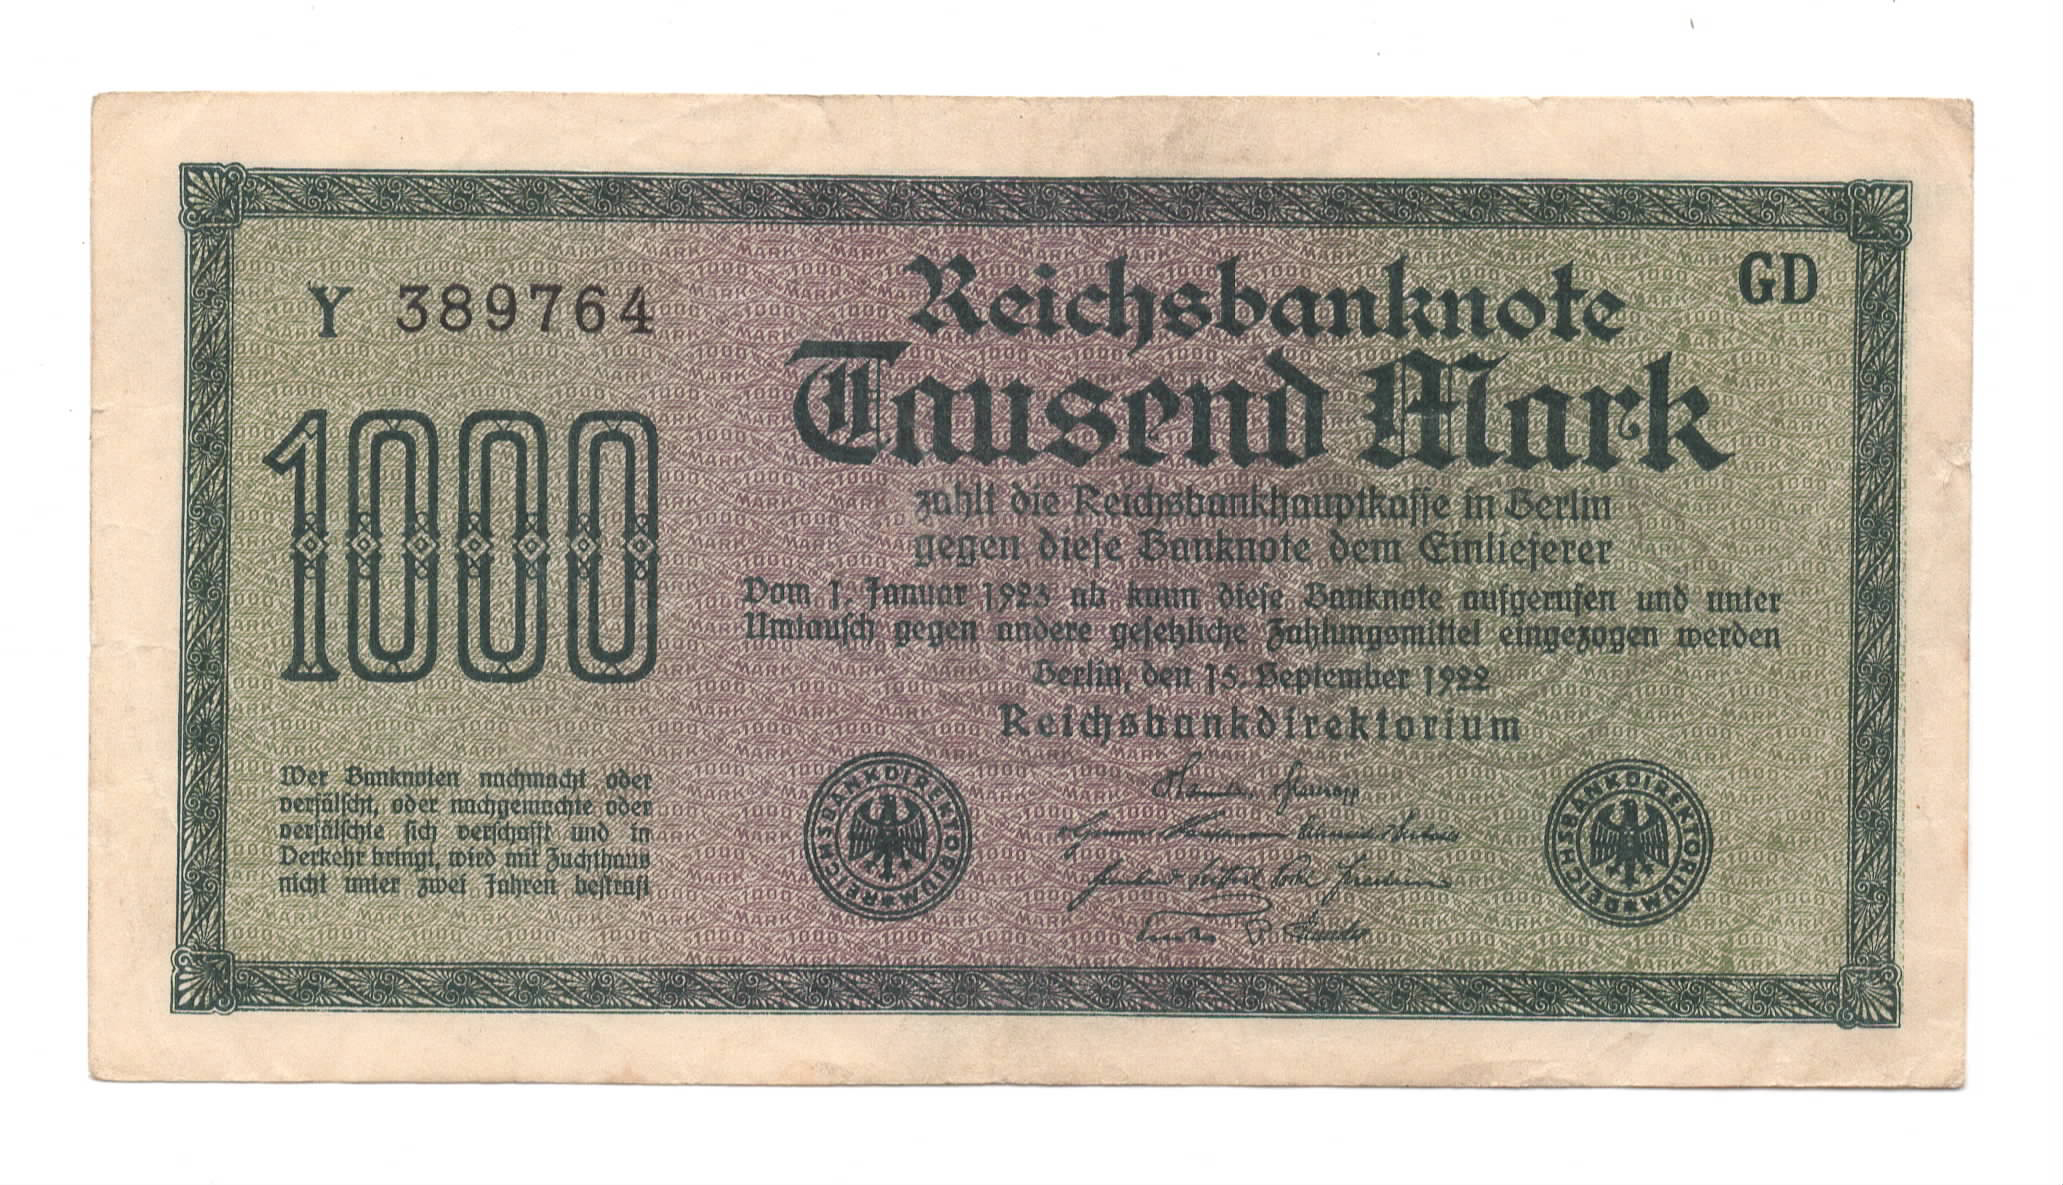 Y 389764
GD
Reichsbanknote
Tausend Mark
1000
zahlt die Reichsbankhauptkasse in Berlin
gegen diese Banknote dem Einlieferer
Vom 1. Januar 1923 ab kann diese Banknote aufgerufen und unter
Umtausch gegen andere gesetzliche Zahlungsmittel eingezogen werden
Berlin, den 15. September 1922
Reichsbankdirektorium
Wer Banknoten nachmacht oder
verfälscht, oder nachgemachte oder
verfälschte sich verschafft und in
Verkehr bringt, wird mit Zuchthaus
nicht unter zwei Jahren bestraft
REICHSBANKDIREKTORIUM
REICHSBANKDIREKTORIUM